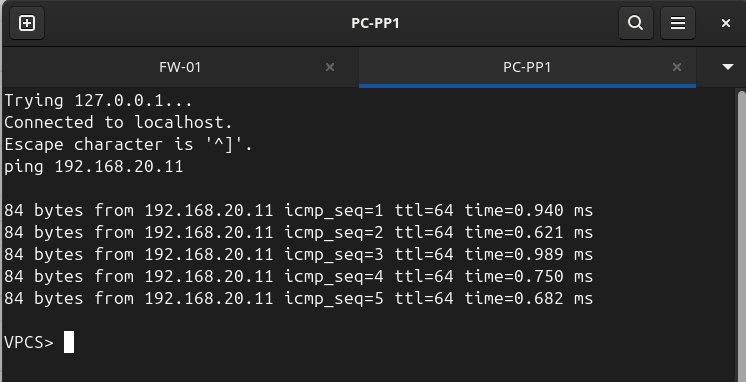 PC-PP1
FW-01
PC-PP1
Trying 127.0.0.1...
Connected to localhost.
Escape character is '^]'.
ping 192.168.20.11
84 bytes from 192.168.20.11 icmp_seq=1 ttl=64 time=0.940 ms
84 bytes from 192.168.20.11 icmp_seq=2 ttl=64 time=0.621 ms
84 bytes from 192.168.20.11 icmp_seq=3 ttl=64 time=0.989 ms
84 bytes from 192.168.20.11 icmp_seq=4 ttl=64 time=0.750 ms
84 bytes from 192.168.20.11 icmp_seq=5 ttl=64 time=0.682 ms
VPCS>